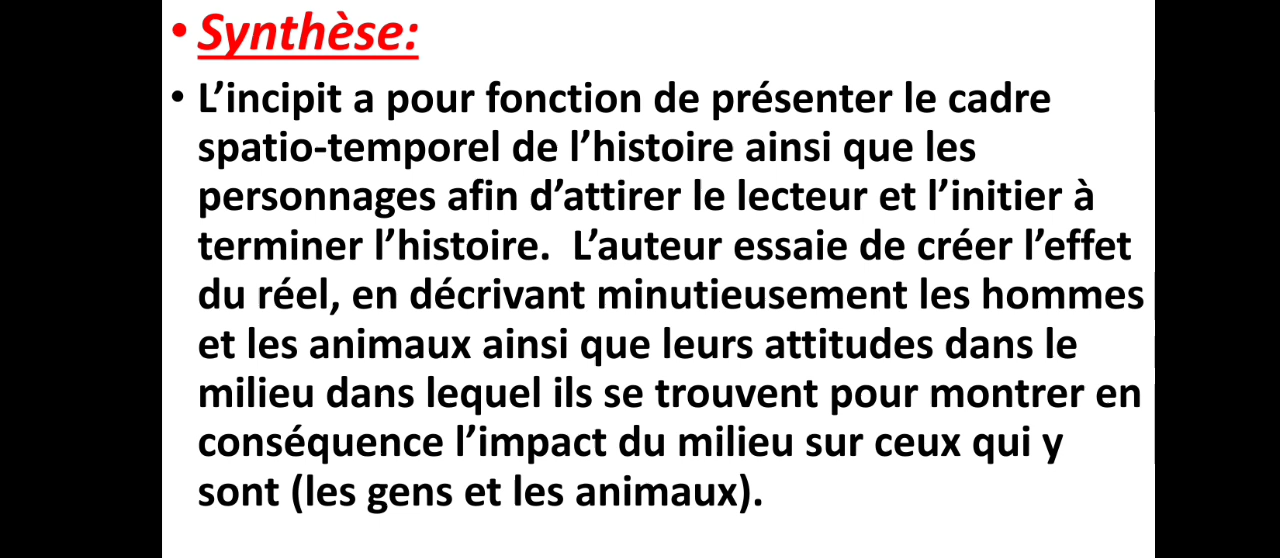 • Synthèse:
• L’incipit a pour fonction de présenter le cadre
spatio-temporel de l’histoire ainsi que les
personnages afin d’attirer le lecteur et l’initier à
terminer l’histoire.  L’auteur essaie de créer l’effet
du réel, en décrivant minutieusement les hommes
et les animaux ainsi que leurs attitudes dans le
milieu dans lequel ils se trouvent pour montrer en
conséquence l’impact du milieu sur ceux qui y
sont (les gens et les animaux).